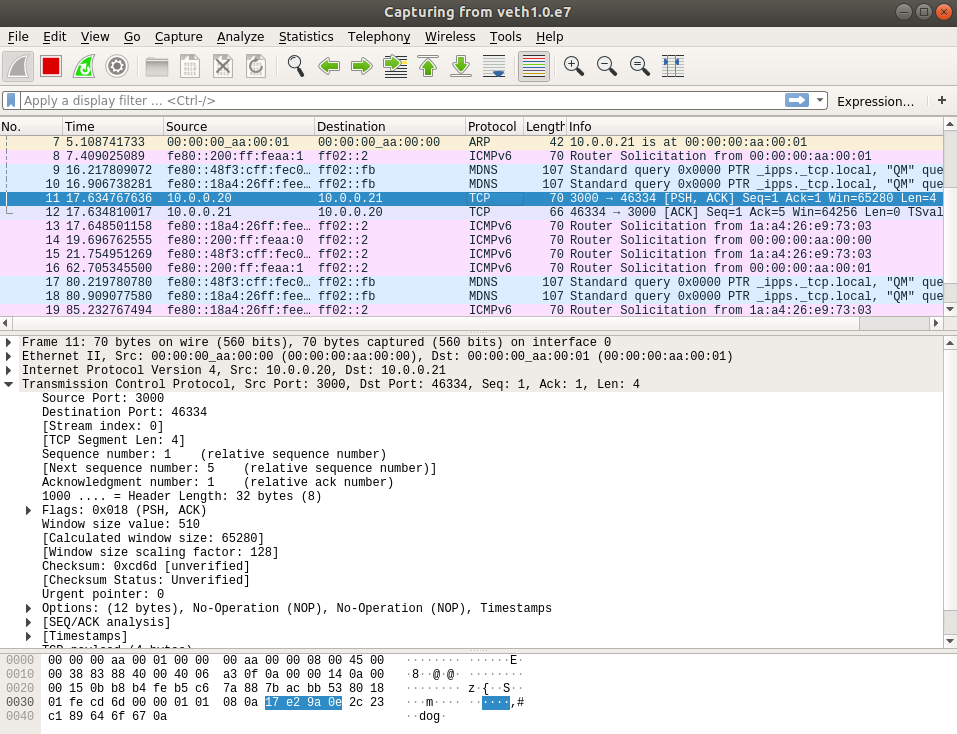 Capturing from veth1.0.e7
File Edit View Go Capture Analyze Statistics Telephony Wireless Tools Help
Apply a display filter ... <Ctrl-/> Expression… +
No. Time Source Destination Protocol Length Info
7 5.108741733 00:00:00_aa:00:01 00:00:00_aa:00:00 ARP 42 10.0.0.21 is at 00:00:00:aa:00:01
8 7.409025089 fe80::200:ff:feaa:1 ff02::2 ICMPv6 70 Router Solicitation from 00:00:00:aa:00:01
9 16.217809072 fe80::48f3:cff:fec0… ff02::fb MDNS 107 Standard query 0x0000 PTR _ipps._tcp.local, "QM" que
10 16.906738281 fe80::18a4:26ff:fee… ff02::fb MDNS 107 Standard query 0x0000 PTR _ipps._tcp.local, "QM" que
11 17.634767636 10.0.0.20 10.0.0.21 TCP 70 3000 → 46334 [PSH, ACK] Seq=1 Ack=1 Win=65280 Len=4
12 17.634810017 10.0.0.21 10.0.0.20 TCP 66 46334 → 3000 [ACK] Seq=1 Ack=5 Win=64256 Len=0 TSval
13 17.648501158 fe80::18a4:26ff:fee… ff02::2 ICMPv6 70 Router Solicitation from 1a:a4:26:e9:73:03
14 19.696762555 fe80::200:ff:feaa:0 ff02::2 ICMPv6 70 Router Solicitation from 00:00:00:aa:00:00
15 21.754951269 fe80::48f3:cff:fec0… ff02::2 ICMPv6 70 Router Solicitation from 1a:a4:26:e9:73:03
16 62.705345500 fe80::200:ff:feaa:1 ff02::2 ICMPv6 70 Router Solicitation from 00:00:00:aa:00:01
17 80.219780780 fe80::48f3:cff:fec0… ff02::fb MDNS 107 Standard query 0x0000 PTR _ipps._tcp.local, "QM" que
18 80.909077580 fe80::18a4:26ff:fee… ff02::fb MDNS 107 Standard query 0x0000 PTR _ipps._tcp.local, "QM" que
19 85.232767494 fe80::18a4:26ff:fee… ff02::2 ICMPv6 70 Router Solicitation from 1a:a4:26:e9:73:03
Frame 11: 70 bytes on wire (560 bits), 70 bytes captured (560 bits) on interface 0
Ethernet II, Src: 00:00:00_aa:00:00 (00:00:00:aa:00:00), Dst: 00:00:00_aa:00:01 (00:00:00:aa:00:01)
Internet Protocol Version 4, Src: 10.0.0.20, Dst: 10.0.0.21
Transmission Control Protocol, Src Port: 3000, Dst Port: 46334, Seq: 1, Ack: 1, Len: 4
Source Port: 3000
Destination Port: 46334
[Stream index: 0]
[TCP Segment Len: 4]
Sequence number: 1 (relative sequence number)
[Next sequence number: 5 (relative sequence number)]
Acknowledgment number: 1 (relative ack number)
1000 .... = Header Length: 32 bytes (8)
Flags: 0x018 (PSH, ACK)
Window size value: 510
[Calculated window size: 65280]
[Window size scaling factor: 128]
Checksum: 0xcd6d [unverified]
[Checksum Status: Unverified]
Urgent pointer: 0
Options: (12 bytes), No-Operation (NOP), No-Operation (NOP), Timestamps
[SEQ/ACK analysis]
[Timestamps]
TCP payload (4 bytes)
0000 00 00 00 aa 00 01 00 00 00 aa 00 00 08 00 45 00 ········ ······E·
0010 00 38 83 88 40 00 40 06 a3 0f 0a 00 00 14 0a 00 ·8··@·@· ········
0020 00 15 0b b8 b4 fe b5 c6 7a 88 7b ac bb 53 80 18 ········ z·{··S··
0030 01 fe cd 6d 00 00 01 01 08 0a 17 e2 9a 0e 2c 23 ···m···· ······,#
0040 c1 89 64 6f 67 0a ··dog·